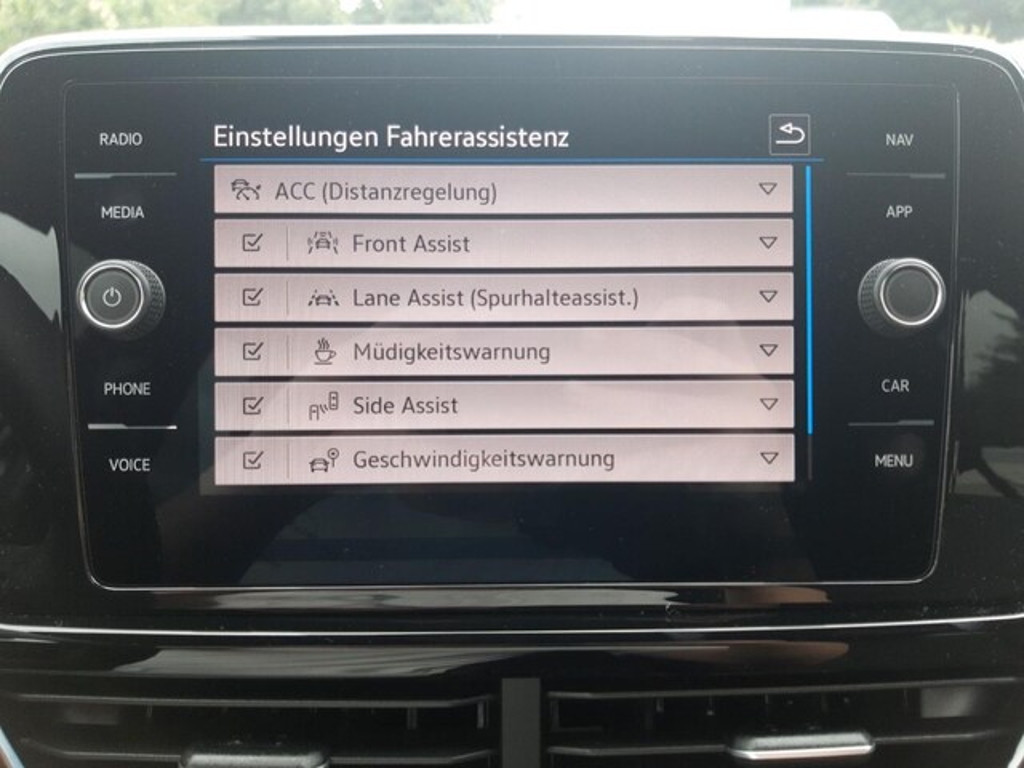 Einstellungen Fahrerassistenz
RADIO
MEDIA
PHONE
VOICE
ACC (Distanzregelung)
Front Assist
Lane Assist (Spurhalteassist.)
Müdigkeitswarnung
Side Assist
Geschwindigkeitswarnung
NAV
APP
CAR
MENU